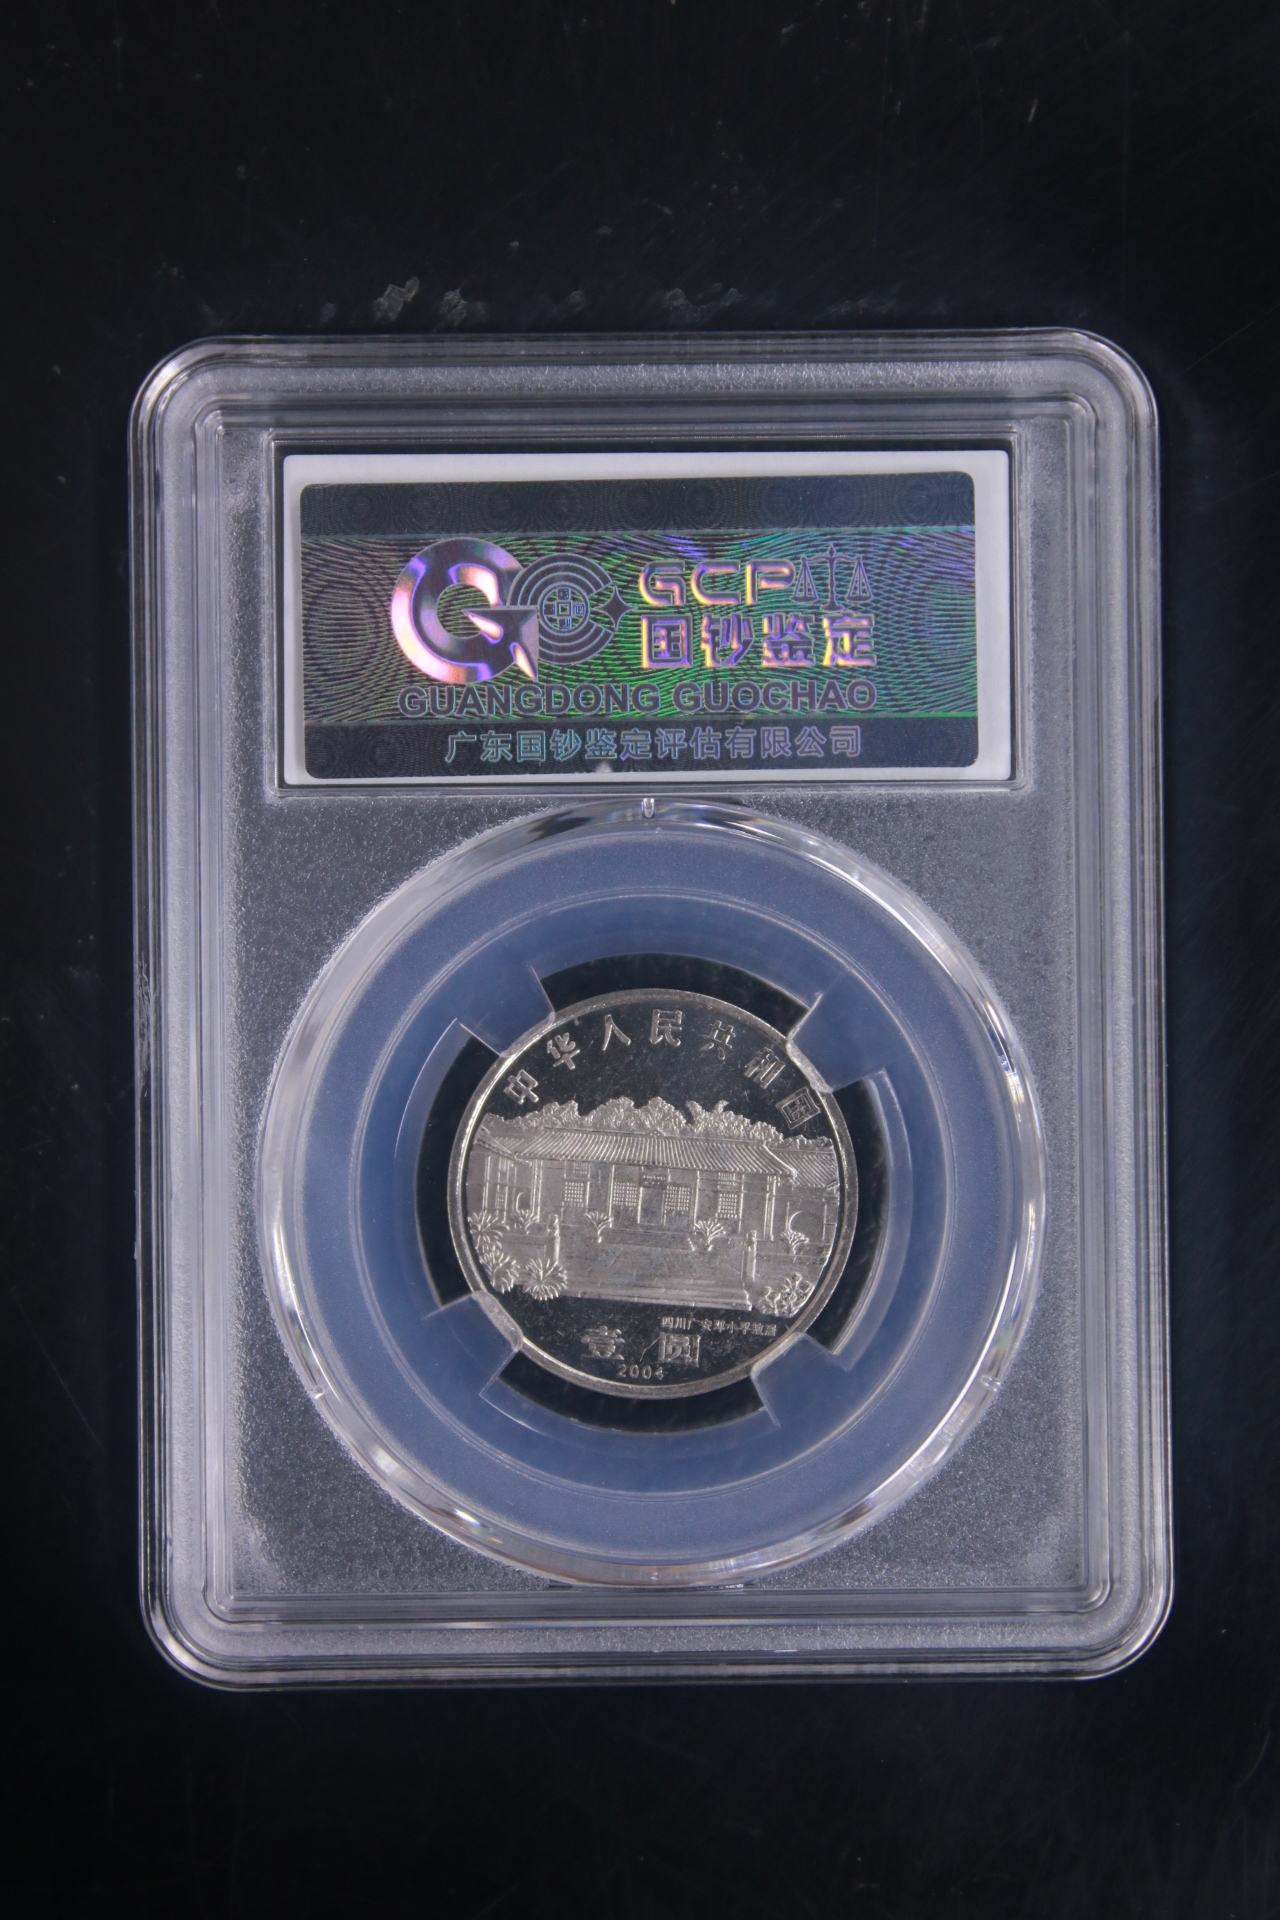 GCP
国钞鉴定
GUANGDONG GUOCHAO
广东国钞鉴定评估有限公司
中华人民共和国
四川广安邓小平故居
壹 圆
2004